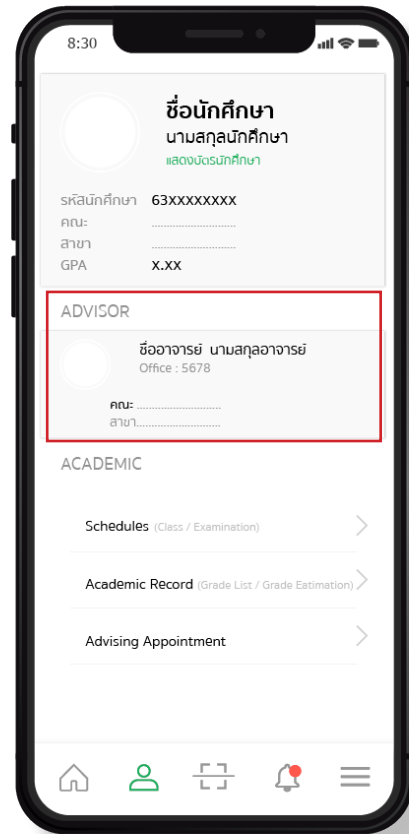 8:30
ชื่อนักศึกษา
นามสกุลนักศึกษา
แสดงบัตรนักศึกษา
รหัสนักศึกษา 63xxxxxxxx
คณะ ............................
สาขา ............................
GPA x.xx
ADVISOR
ชื่ออาจารย์ นามสกุลอาจารย์
Office : 5678
คณะ ............................
สาขา............................
ACADEMIC
Schedules (Class / Examination)
Academic Record (Grade List / Grade Eatimation)
Advising Appointment